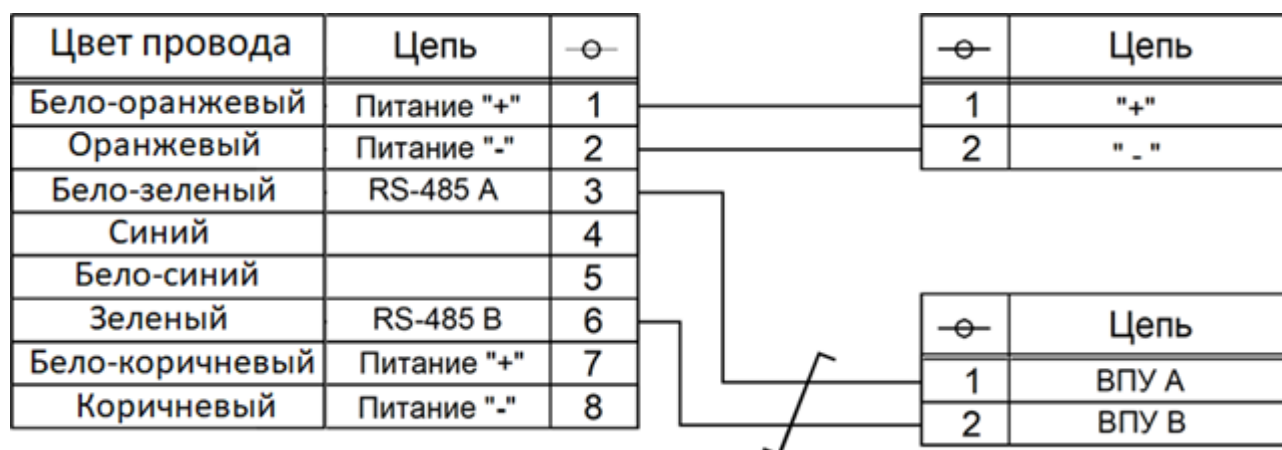 Цвет провода Цепь
Бело-оранжевый Питание "+" 1
Оранжевый Питание "-" 2
Бело-зеленый RS-485 A 3
Синий 4
Бело-синий 5
Зеленый RS-485 B 6
Бело-коричневый Питание "+" 7
Коричневый Питание "-" 8
Цепь
1 "+"
2 "-"
Цепь
1 ВПУ А
2 ВПУ В